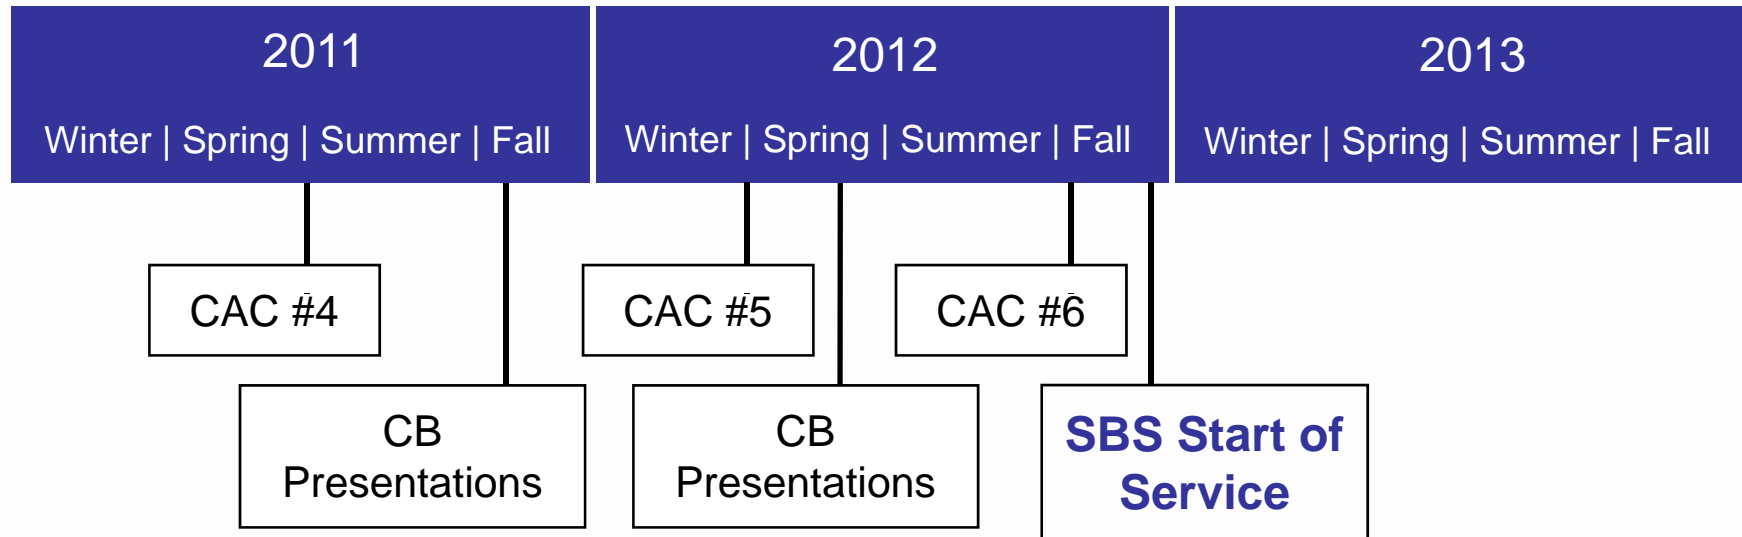 2011
Winter | Spring | Summer | Fall
2012
Winter | Spring | Summer | Fall
2013
Winter | Spring | Summer | Fall
CAC #4
CAC #5
CAC #6
CB
Presentations
CB
Presentations
SBS Start of
Service